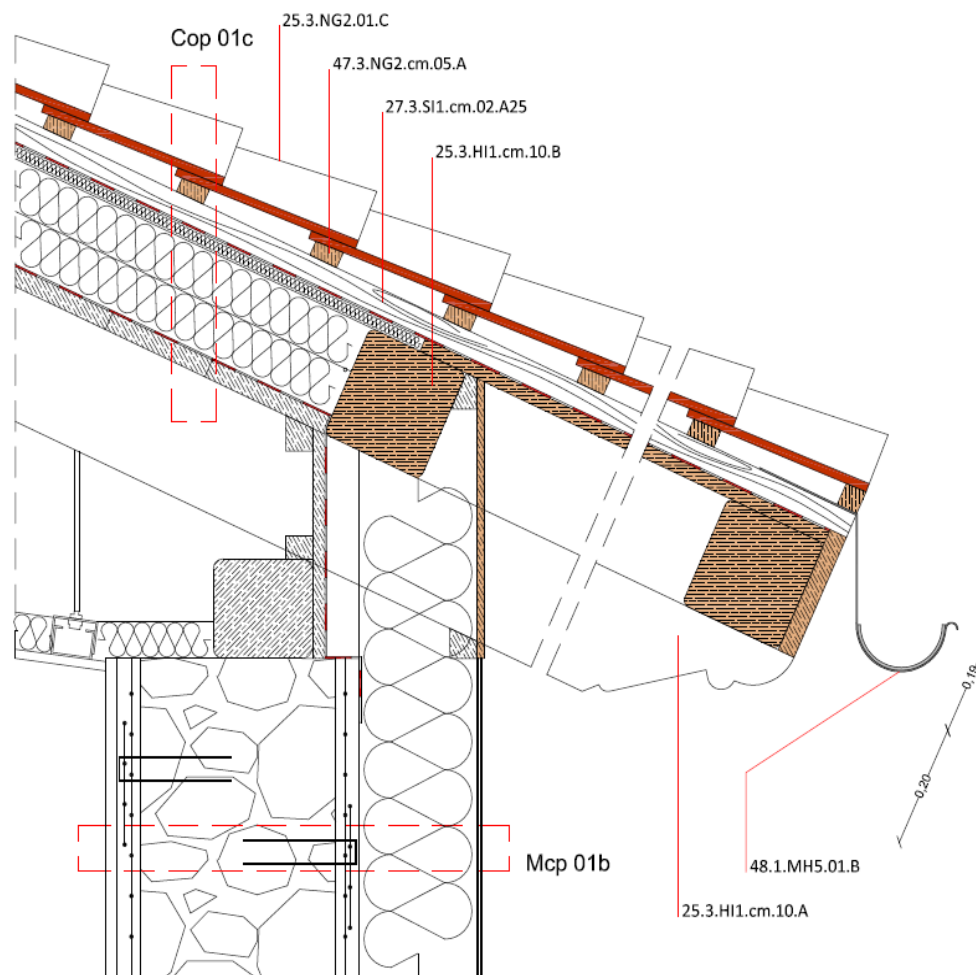 25.3.NG2.01.C
Cop 01c
47.3.NG2.cm.05.A
27.3.SI1.cm.02.A25
25.3.HI1.cm.10.B
0,19
0,20
Mcp 01b
48.1.MH5.01.B
25.3.HI1.cm.10.A